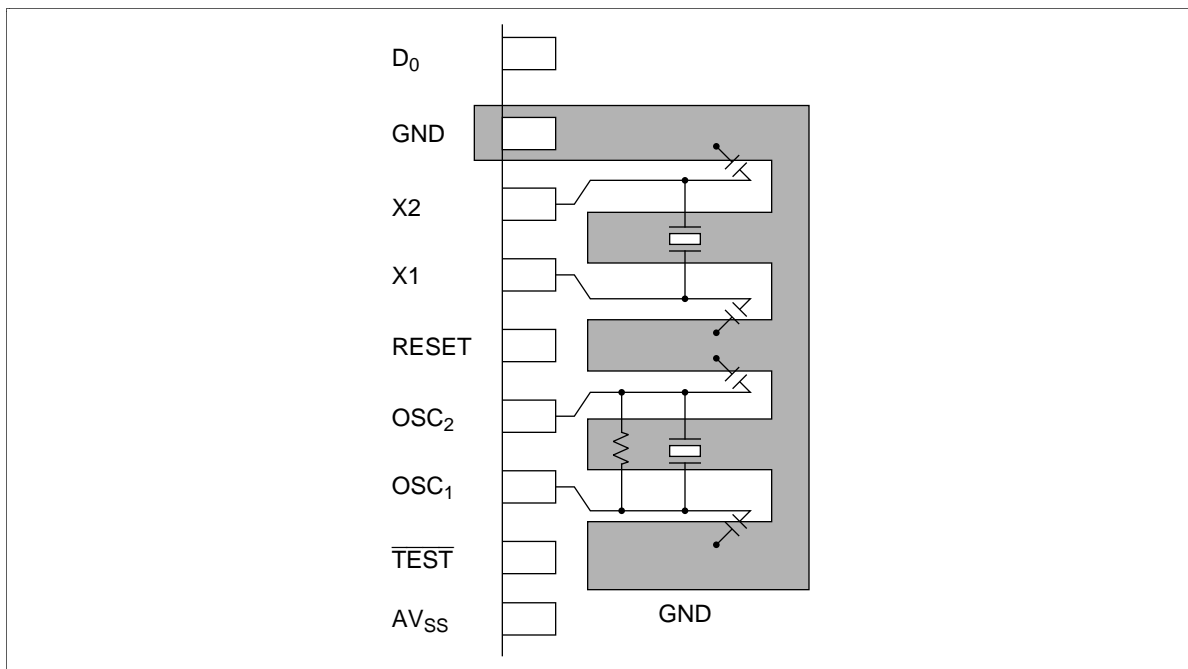 D0
GND
X2
X1
RESET
OSC2
OSC1
TEST
AVSS
GND